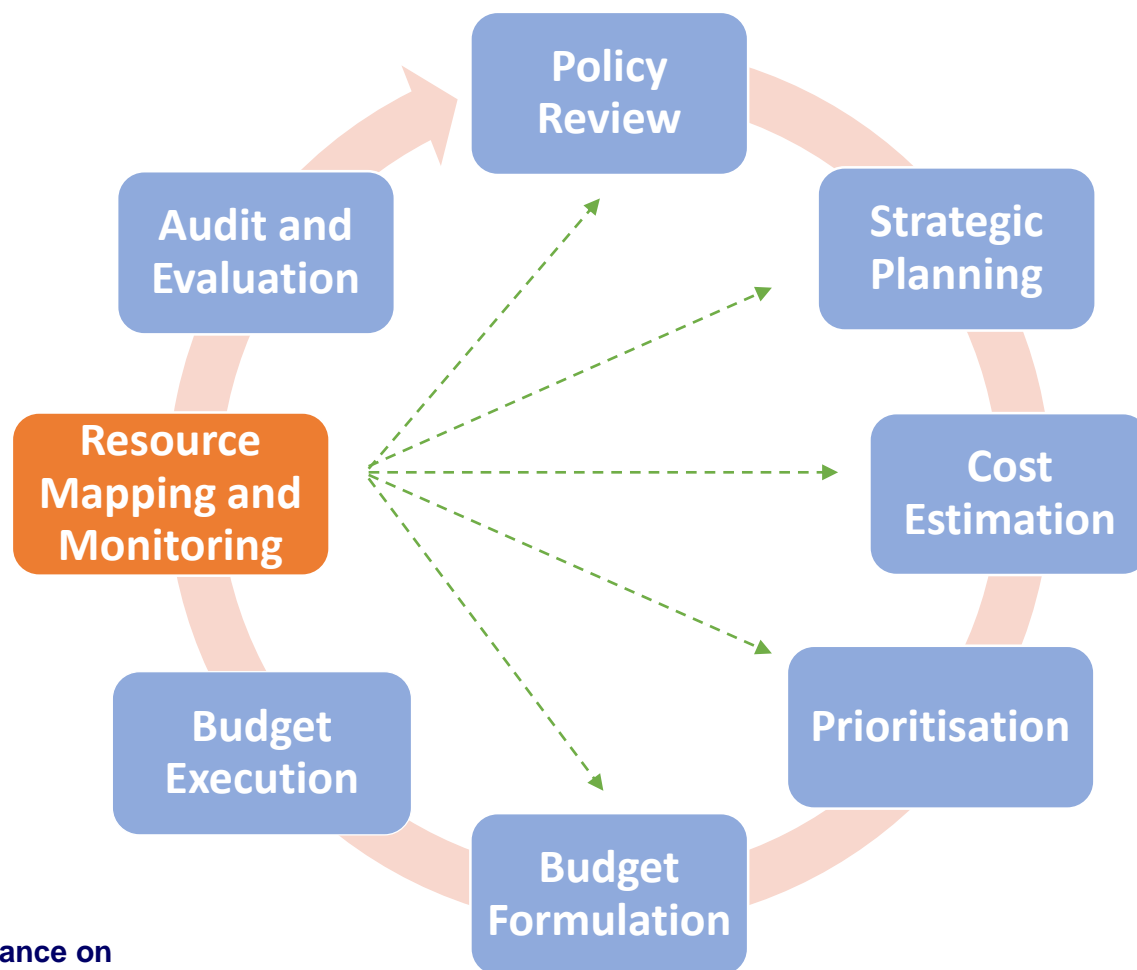 Policy
Review
Strategic
Planning
Cost
Estimation
Prioritisation
Budget
Formulation
Budget
Execution
Resource
Mapping and
Monitoring
Audit and
Evaluation
ance on